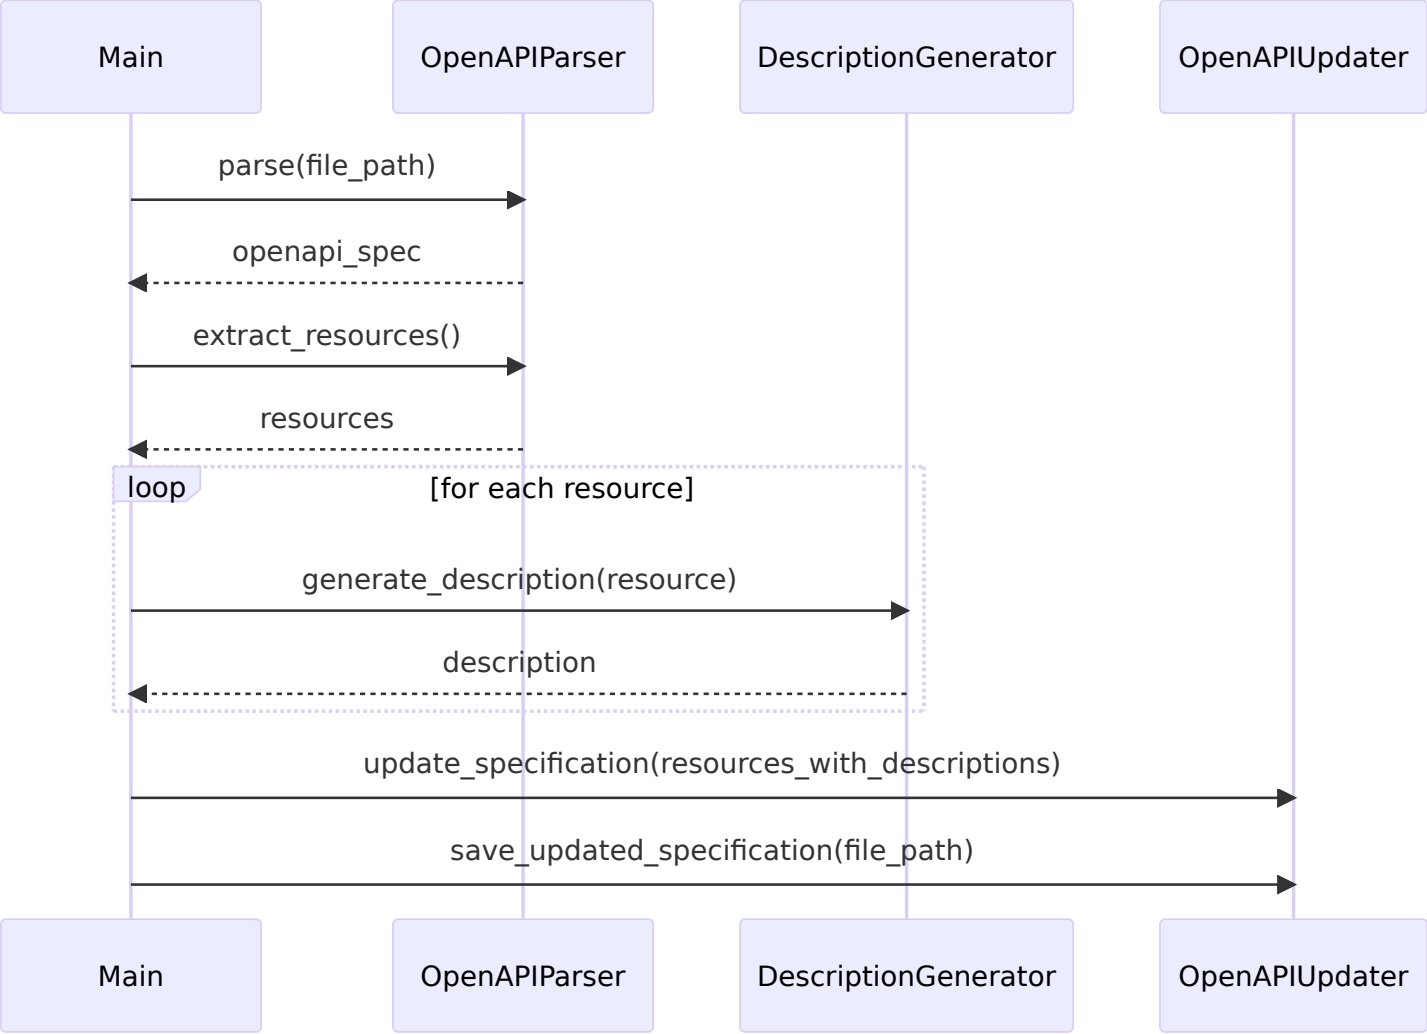 Main
OpenAPIParser
DescriptionGenerator
OpenAPIUpdater
parse(file_path)
openapi_spec
extract_resources()
resources
loop
[for each resource]
generate_description(resource)
description
update_specification(resources_with_descriptions)
save_updated_specification(file_path)
Main
OpenAPIParser
DescriptionGenerator
OpenAPIUpdater